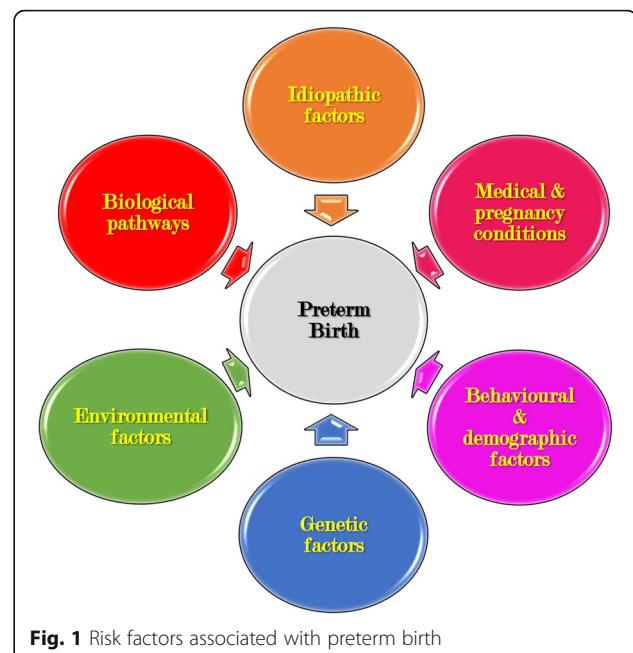 Idiopathic
factors
Biological
pathways
Medical &
pregnancy
conditions
Preterm
Birth
Environmental
factors
Behavioural
&
demographic
factors
Genetic
factors
Fig. 1 Risk factors associated with preterm birth